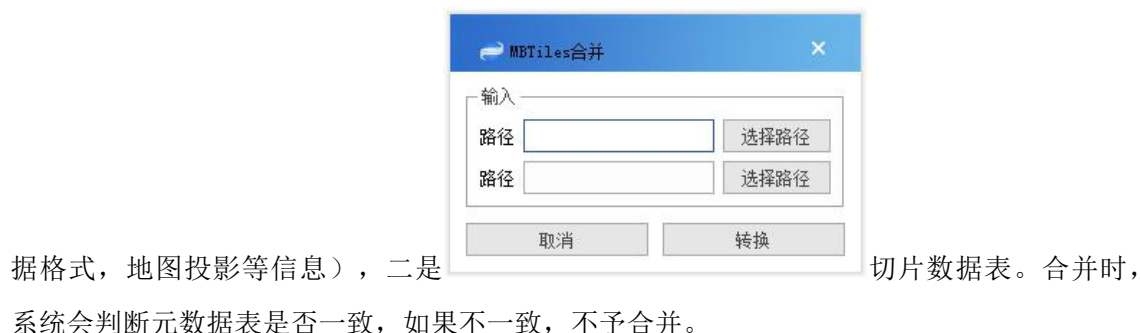 MBTiles合并
输入
路径 选择路径
路径 选择路径
取消 转换
据格式，地图投影等信息），二是 切片数据表。合并时，
系统会判断元数据表是否一致，如果不一致，不予合并。